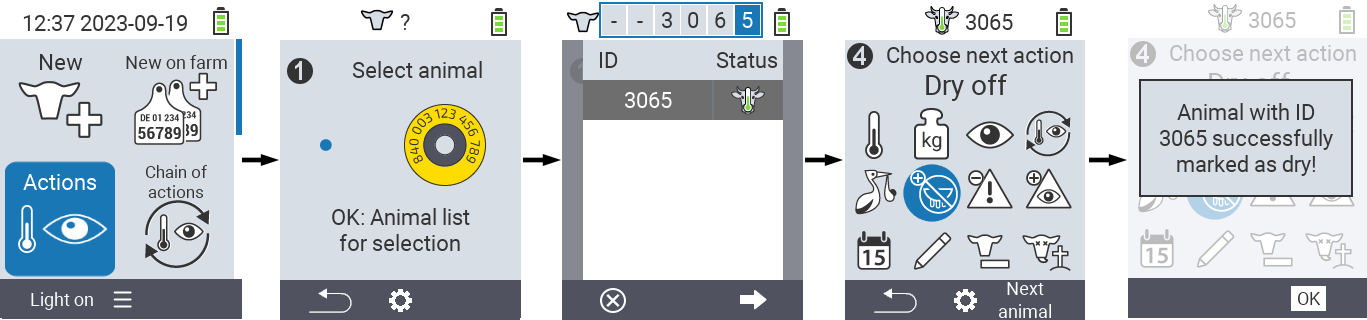 12:37 2023-09-19
New
New on farm
DE 01 234
56789
234
89
Actions
Chain of
actions
Light on
?
1
Select animal
840 003 123 456 789
OK: Animal list
for selection
- - 3 0 6 5
ID Status
3065
3065
4 Choose next action
Dry off
kg
15
Next
animal
3065
4 Choose next action
Dry off
Animal with ID
3065 successfully
marked as dry!
15
OK